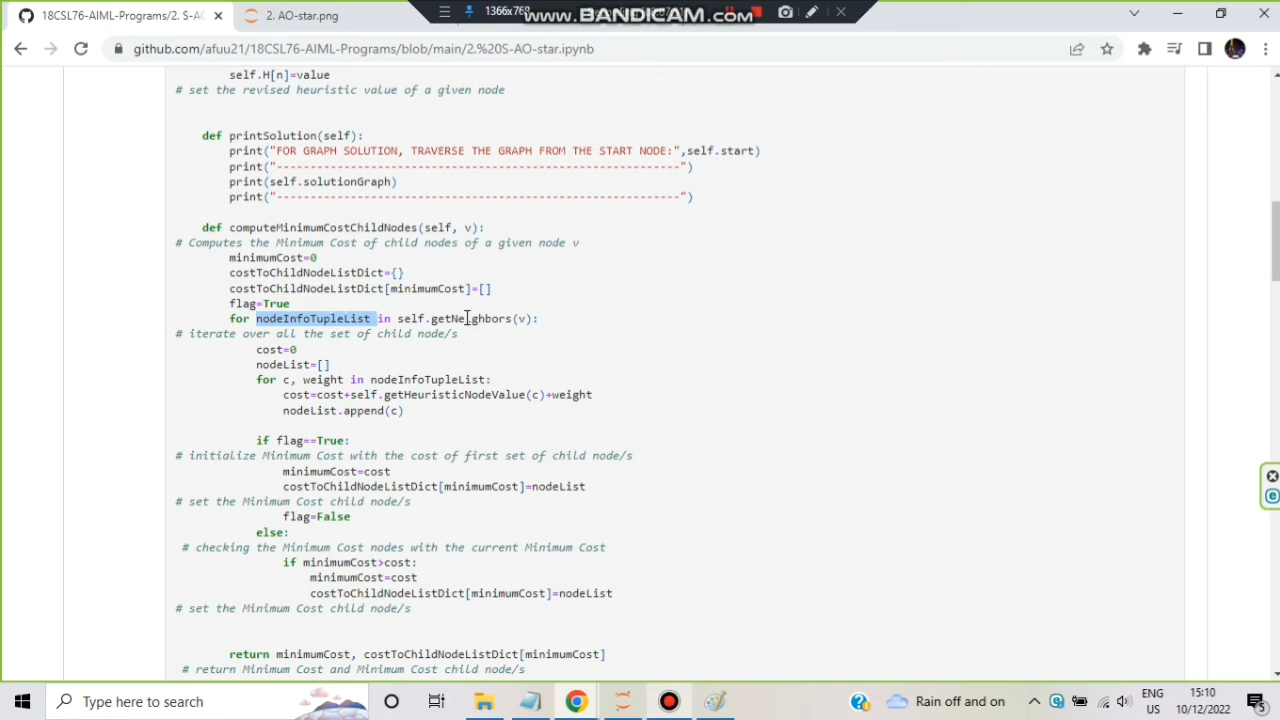 1366x768
www.BANDICAM.com
18CSL76-AIML-Programs/2. S-AO
2. AO-star.png
github.com/afuu21/18CSL76-AIML-Programs/blob/main/2.%20S-AO-star.ipynb
self.H[n]=value
# set the revised heuristic value of a given node
def printSolution(self):
print("FOR GRAPH SOLUTION, TRAVERSE THE GRAPH FROM THE START NODE:",self.start)
print("------------------------------------------------------------")
print(self.solutionGraph)
print("------------------------------------------------------------")
def computeMinimumCostChildNodes(self, v):
# Computes the Minimum Cost of child nodes of a given node v
minimumCost=0
costToChildNodeListDict={}
costToChildNodeListDict[minimumCost]=[]
flag=True
for nodeInfoTupleList in self.getNeighbors(v):
# iterate over all the set of child node/s
cost=0
nodeList=[]
for c, weight in nodeInfoTupleList:
cost=cost+self.getHeuristicNodeValue(c)+weight
nodeList.append(c)
if flag==True:
# initialize Minimum Cost with the cost of first set of child node/s
minimumCost=cost
costToChildNodeListDict[minimumCost]=nodeList
# set the Minimum Cost child node/s
flag=False
else:
# checking the Minimum Cost nodes with the current Minimum Cost
if minimumCost>cost:
minimumCost=cost
costToChildNodeListDict[minimumCost]=nodeList
# set the Minimum Cost child node/s
return minimumCost, costToChildNodeListDict[minimumCost]
# return Minimum Cost and Minimum Cost child node/s
Type here to search
Rain off and on
ENG
US
15:10
10/12/2022
5